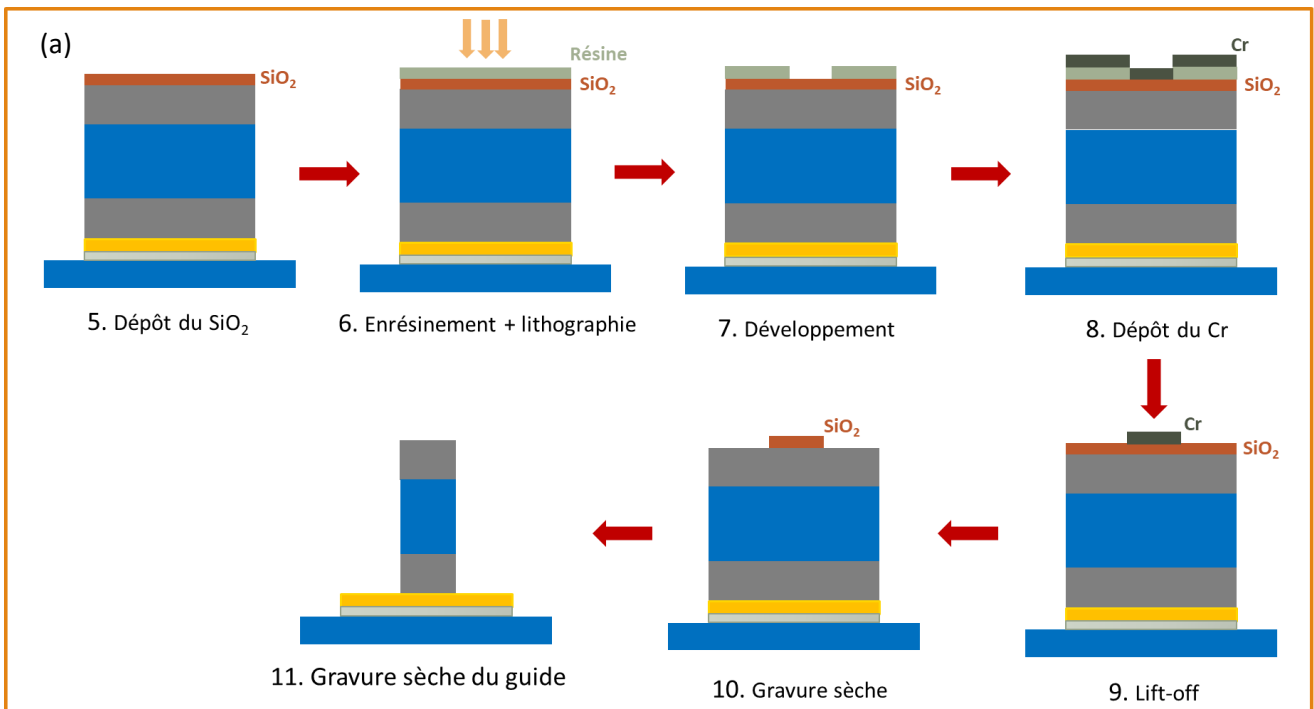 (a)
SiO₂
Résine
SiO₂
SiO₂
Cr
SiO₂
5. Dépôt du SiO₂
6. Enrésinement + lithographie
7. Développement
8. Dépôt du Cr
SiO₂
Cr
SiO₂
11. Gravure sèche du guide
10. Gravure sèche
9. Lift-off